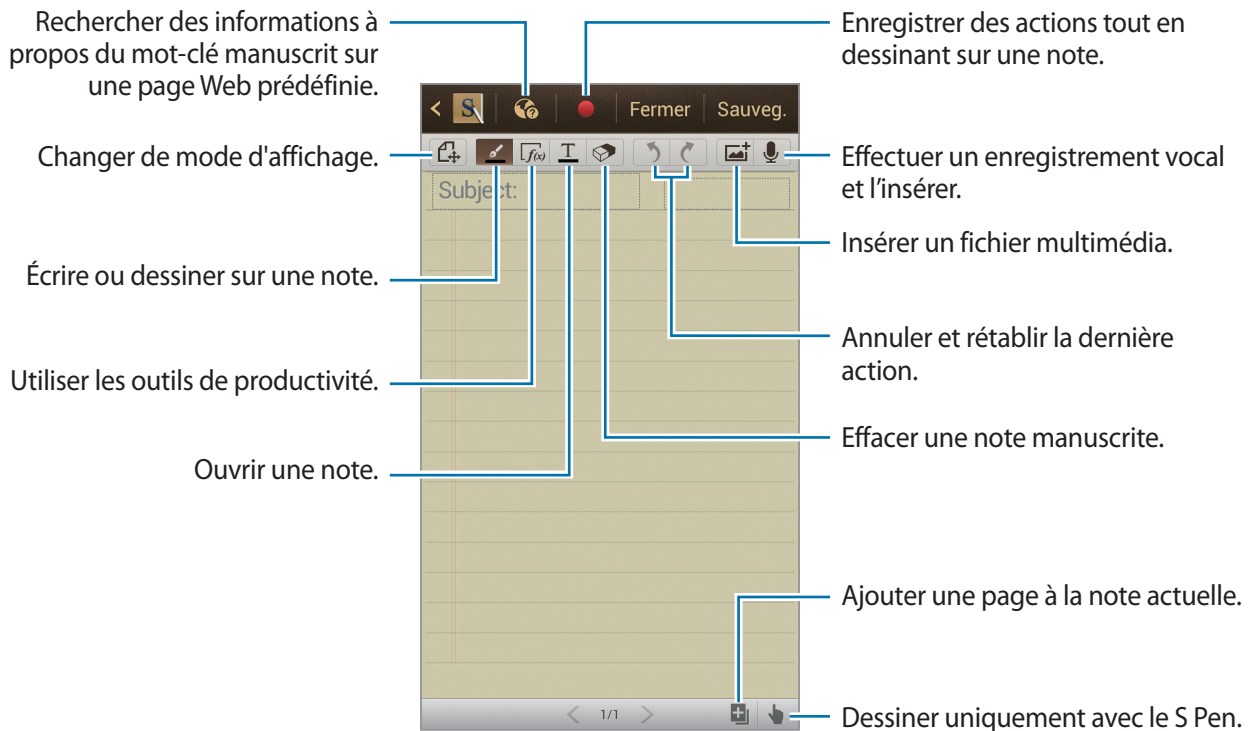 Rechercher des informations à
propos du mot-clé manuscrit sur
une page Web prédéfinie.
Enregistrer des actions tout en
dessinant sur une note.
S
Fermer
Sauveg.
Changer de mode d'affichage.
f(x)
T
Effectuer un enregistrement vocal
et l’insérer.
Subject:
Insérer un fichier multimédia.
Écrire ou dessiner sur une note.
Annuler et rétablir la dernière
action.
Utiliser les outils de productivité.
Effacer une note manuscrite.
Ouvrir une note.
Ajouter une page à la note actuelle.
1/1
Dessiner uniquement avec le S Pen.